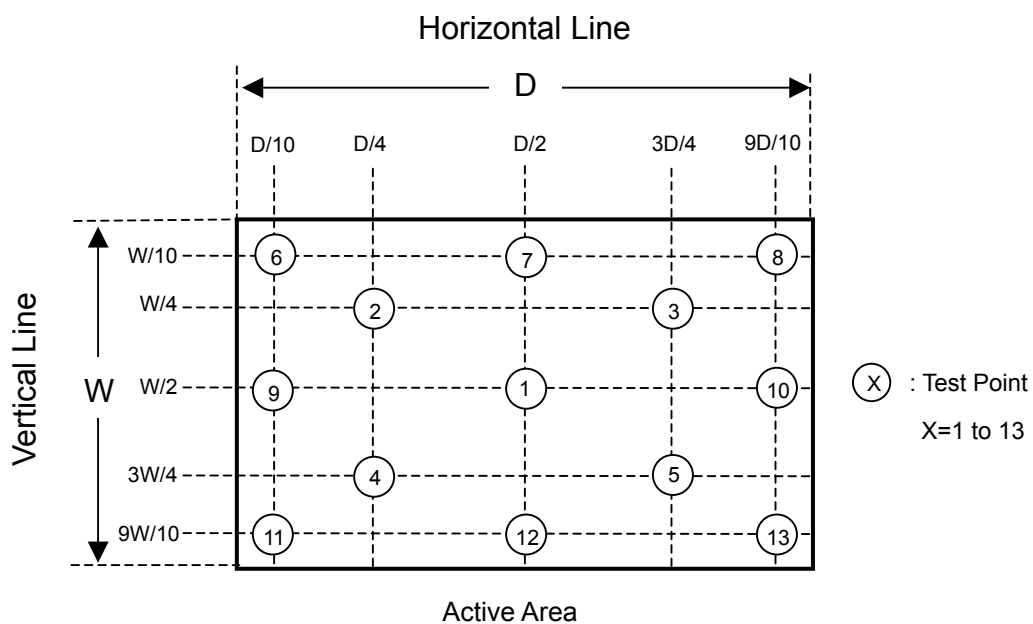 Horizontal Line
D
D/10 D/4 D/2 3D/4 9D/10
W/10 6 7 8
W/4 2 3
Vertical Line
W
W/2 9 1 10
X : Test Point
X=1 to 13
3W/4 4 5
9W/10 11 12 13
Active Area